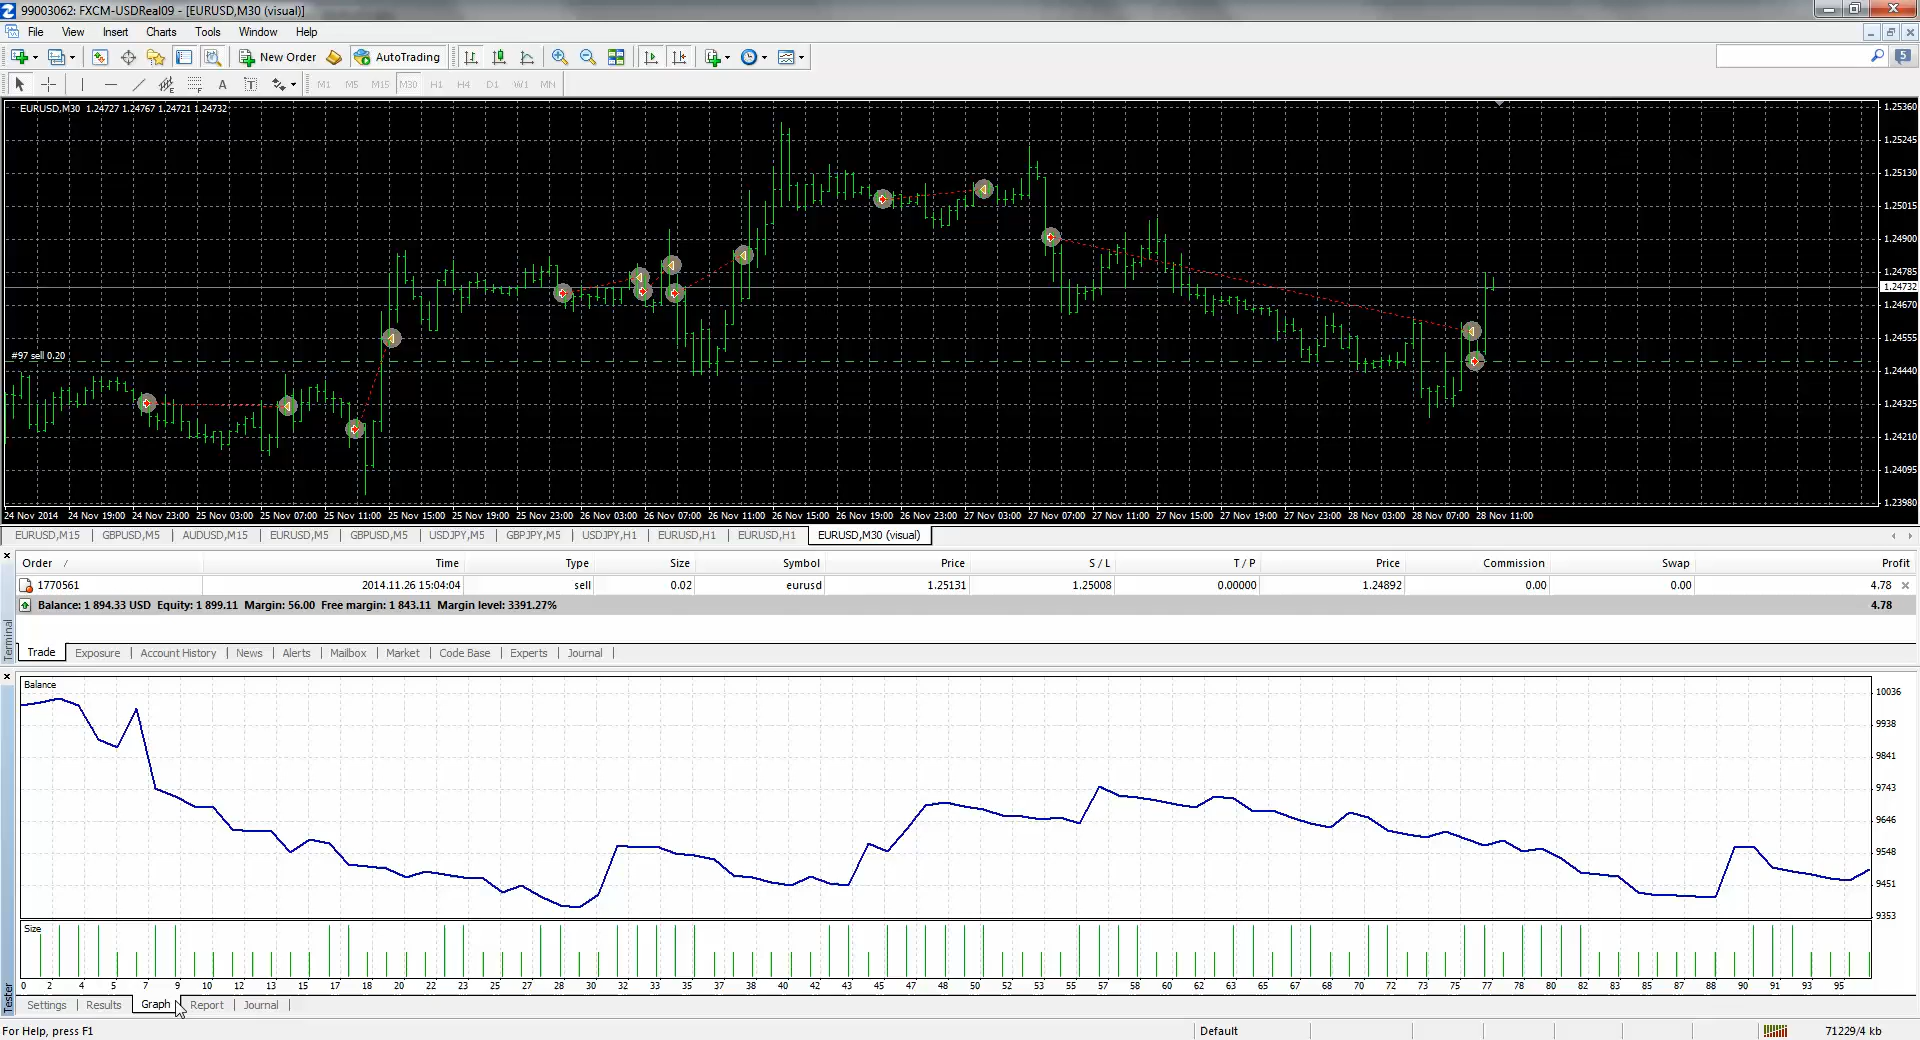 99003062: FXCM-USDReal09 - [EURUSD,M30 (visual)]
File View Insert Charts Tools Window Help
New Order AutoTrading 5
A T M1 M5 M15 M30 H1 H4 D1 W1 MN
EURUSD,M30 1.24727 1.24767 1.24721 1.24732
1.25360
1.25245
1.25130
1.25015
1.24900
1.24785
1.24732
1.24670
1.24555
#97 sell 0.20
1.24440
1.24325
1.24210
1.24095
1.23980
24 Nov 2014 24 Nov 19:00 24 Nov 23:00 25 Nov 03:00 25 Nov 07:00 25 Nov 11:00 25 Nov 15:00 25 Nov 19:00 25 Nov 23:00 26 Nov 03:00 26 Nov 07:00 26 Nov 11:00 26 Nov 15:00 26 Nov 19:00 26 Nov 23:00 27 Nov 03:00 27 Nov 07:00 27 Nov 11:00 27 Nov 15:00 27 Nov 19:00 27 Nov 23:00 28 Nov 03:00 28 Nov 07:00 28 Nov 11:00
EURUSD,M15 GBPUSD,M5 AUDUSD,M15 EURUSD,M5 GBPUSD,M5 USDJPY,M5 GBPJPY,M5 USDJPY,H1 EURUSD,H1 EURUSD,H1 EURUSD,M30 (visual)
Order / Time Type Size Symbol Price S / L T / P Price Commission Swap Profit
1770561 2014.11.26 15:04:04 sell 0.02 eurusd 1.25131 1.25008 0.00000 1.24892 0.00 0.00 4.78
Balance: 1 894.33 USD Equity: 1 899.11 Margin: 56.00 Free margin: 1 843.11 Margin level: 3391.27% 4.78
Terminal
Trade Exposure Account History News Alerts Mailbox Market Code Base Experts Journal
Balance
10036
9938
9841
9743
9646
9548
9451
9353
Size
0 2 4 5 7 9 10 12 13 15 17 18 20 22 23 25 27 28 30 32 33 35 37 38 40 42 43 45 47 48 50 52 53 55 57 58 60 62 63 65 67 68 70 72 73 75 77 78 80 82 83 85 87 88 90 91 93 95
Tester
Settings Results Graph Report Journal
For Help, press F1 Default 71229/4 kb